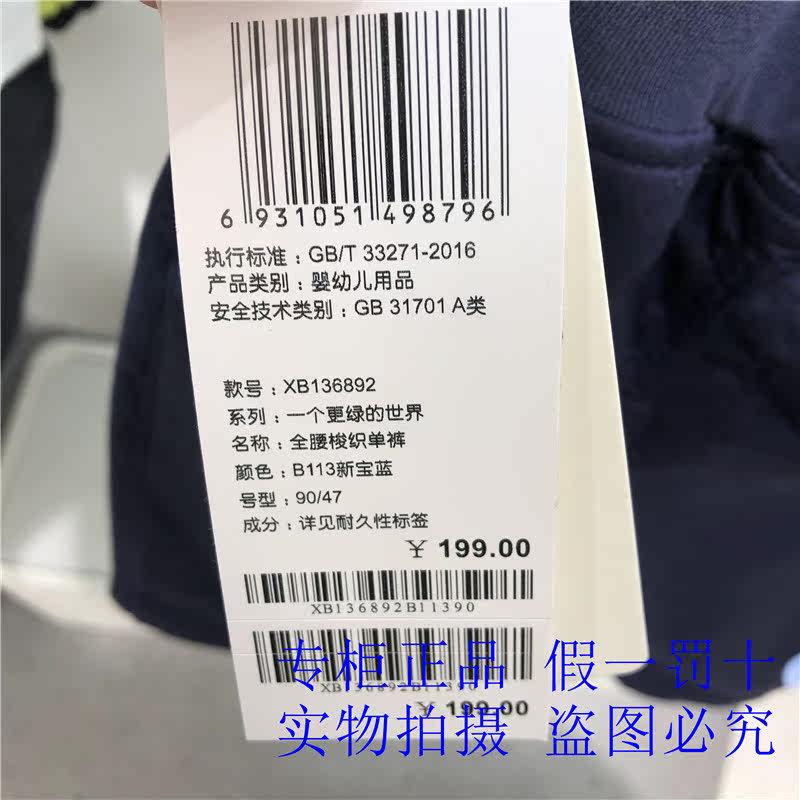 6 931051 498796
执行标准：GB/T 33271-2016
产品类别：婴幼儿用品
安全技术类别：GB 31701 A类
款号：XB136892
系列：一个更绿的世界
名称：全腰梭织单裤
颜色：B113新宝蓝
号型：90/47
成分：详见耐久性标签
￥ 199.00
XB136892B11390
XB136892B11390
￥ 199.00
专柜正品 假一罚十
实物拍摄 盗图必究